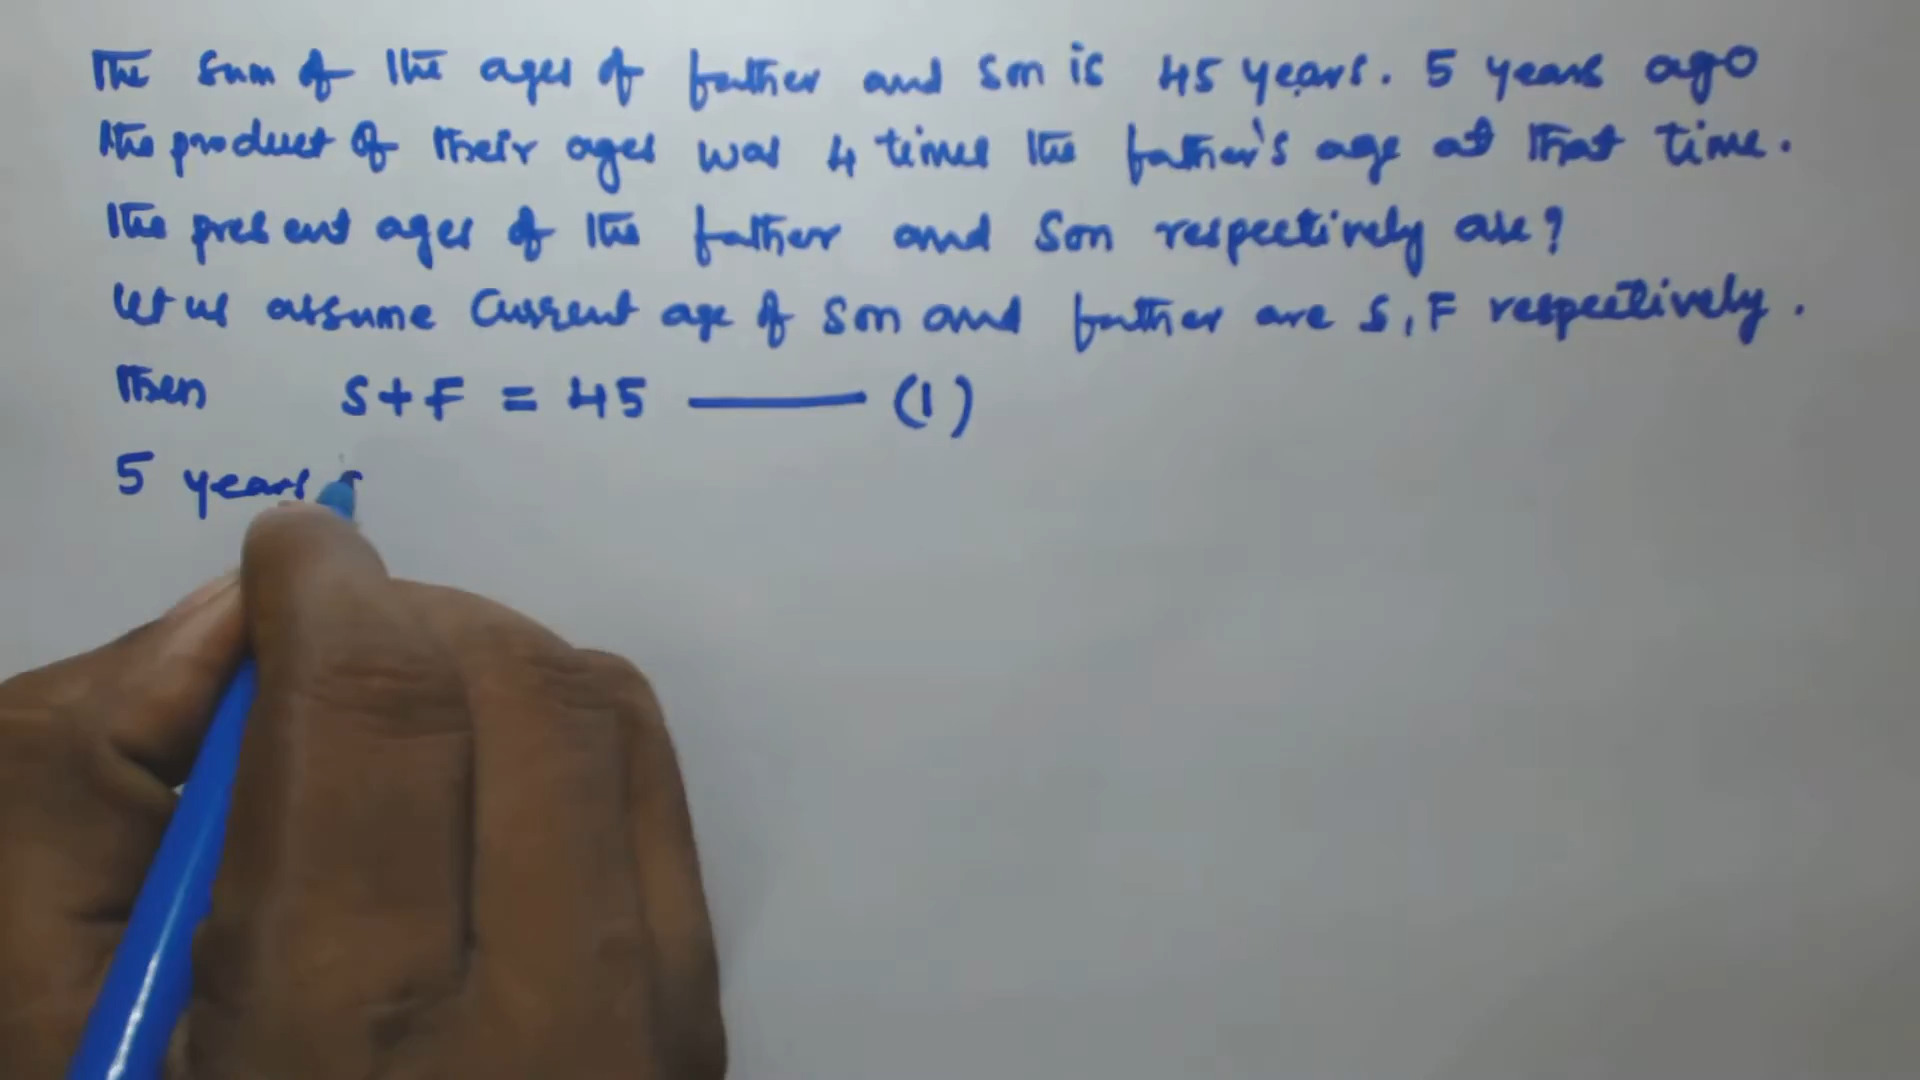 The sum of the ages of father and son is 45 years. 5 years ago
the product of their ages was 4 times the father's age at that time.
The present ages of the father and son respectively are?
Let us assume current age of son and father are S, F respectively.
Then S+F = 45 —— (1)
5 years